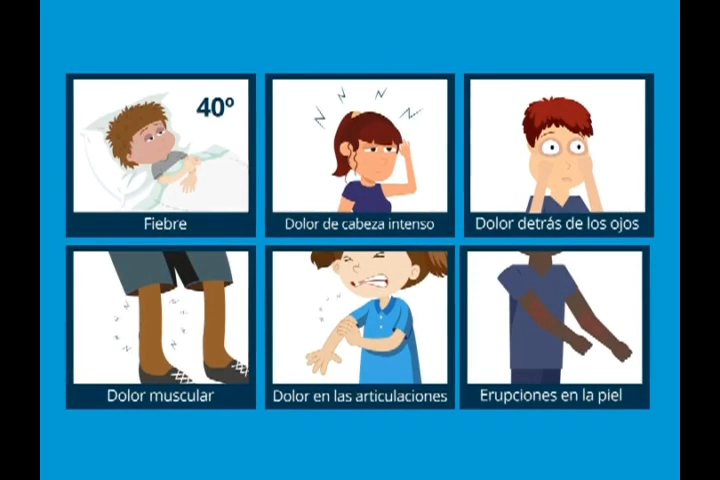 40º
Fiebre
Dolor de cabeza intenso
Dolor detrás de los ojos
Dolor muscular
Dolor en las articulaciones
Erupciones en la piel